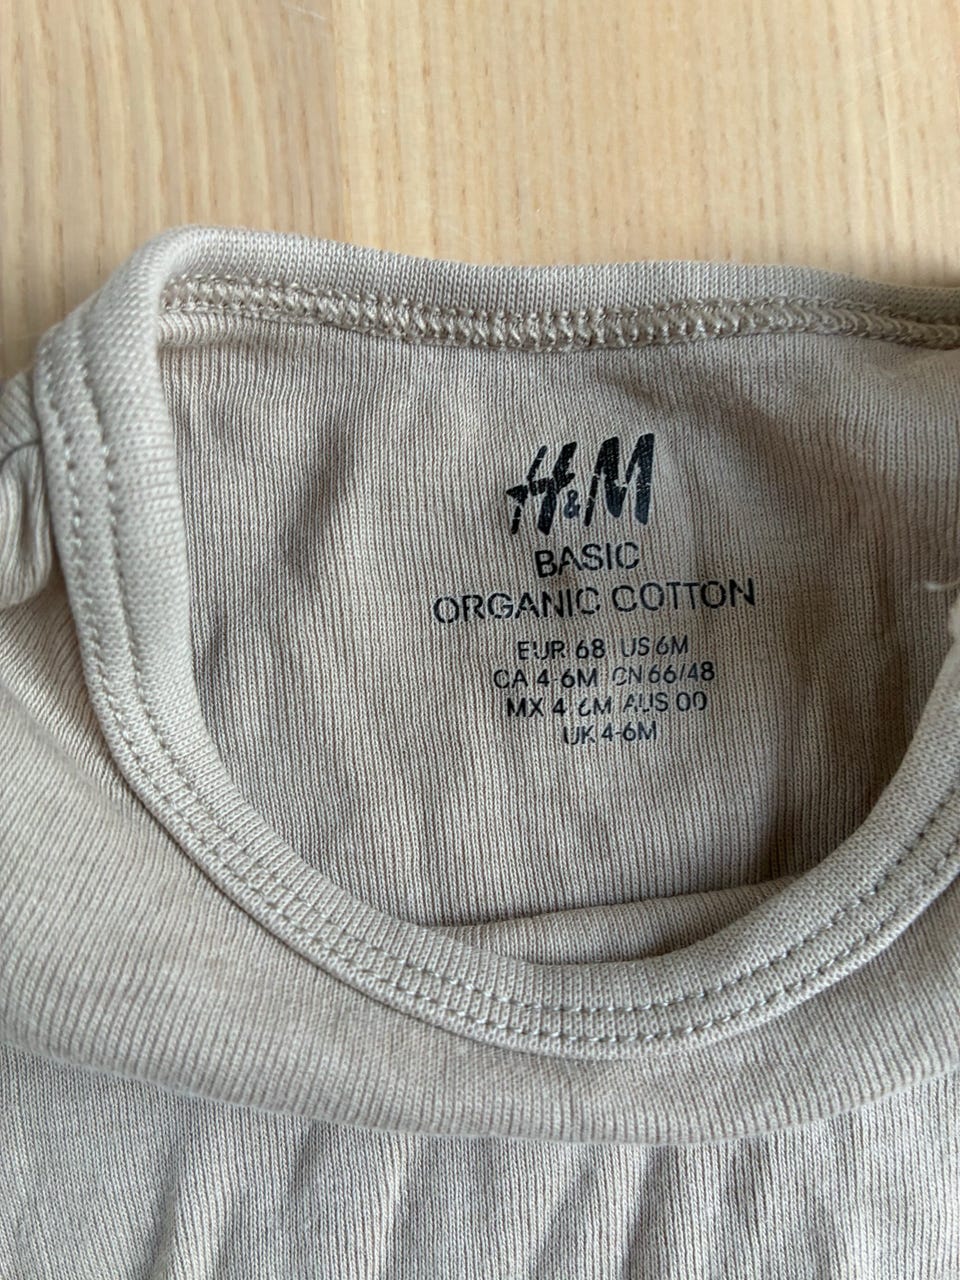 H&M
BASIC
ORGANIC COTTON
EUR 68 US 6M
CA 4-6M CN 66/48
MX 4-6M AUS 00
UK 4-6M